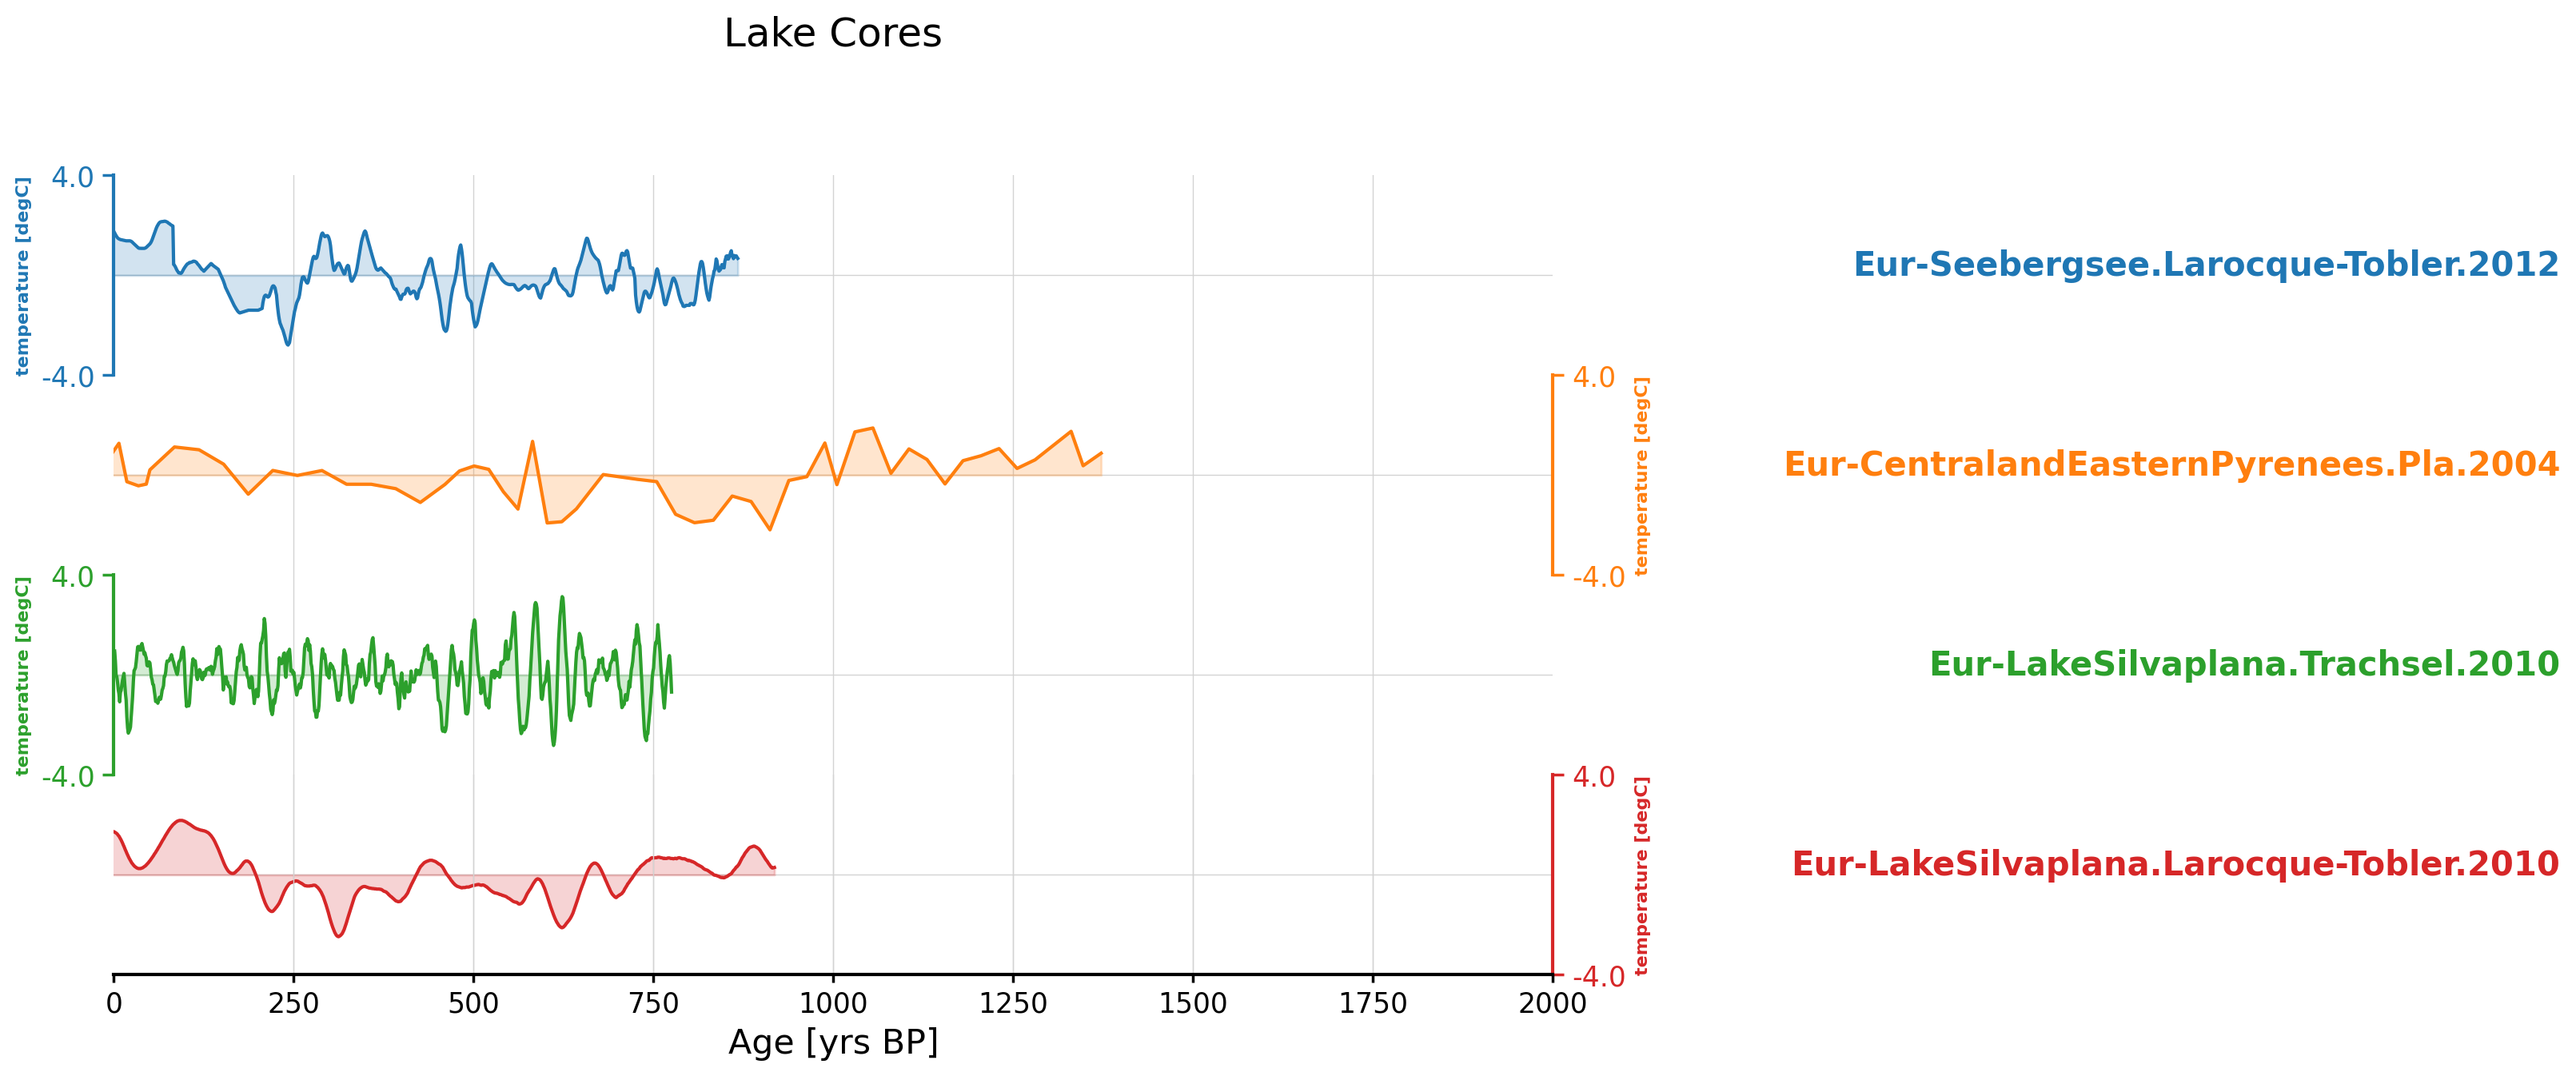 Lake Cores
4.0
temperature [degC]
-4.0
Eur-Seebergsee.Larocque-Tobler.2012
4.0
temperature [degC]
-4.0
Eur-CentralandEasternPyrenees.Pla.2004
4.0
temperature [degC]
-4.0
Eur-LakeSilvaplana.Trachsel.2010
4.0
temperature [degC]
-4.0
Eur-LakeSilvaplana.Larocque-Tobler.2010
0 250 500 750 1000 1250 1500 1750 2000
Age [yrs BP]